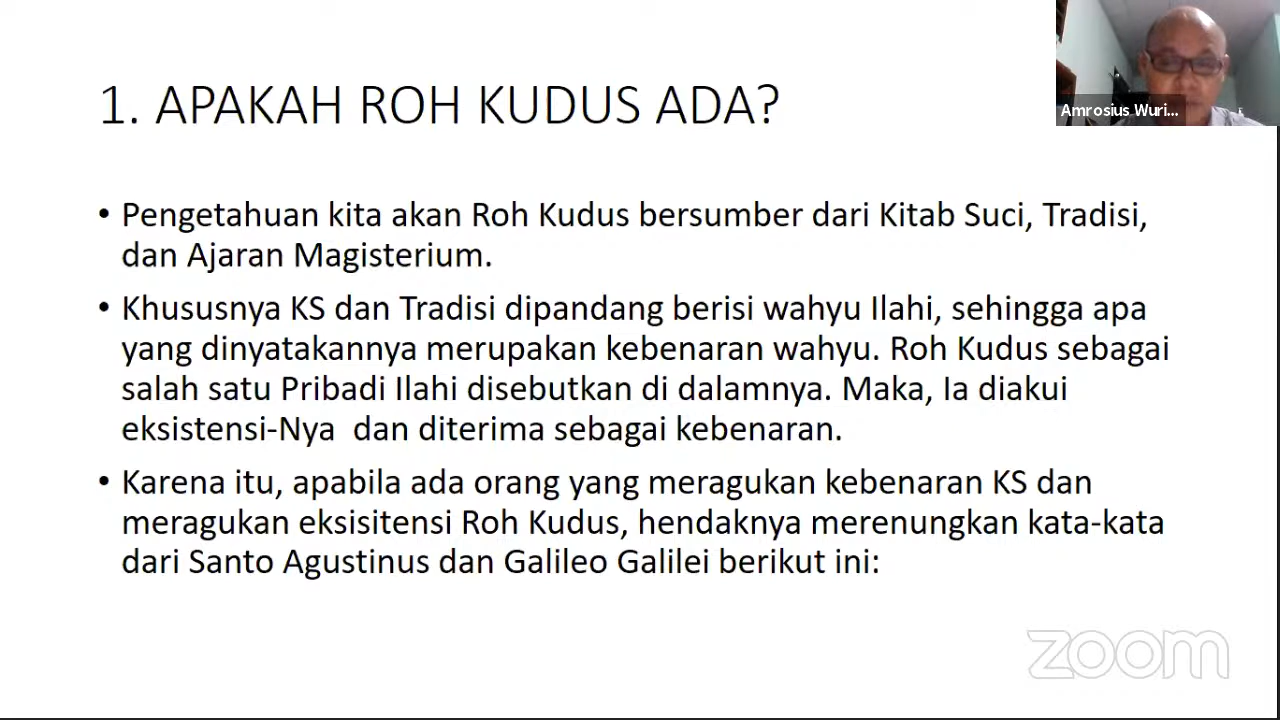 1. APAKAH ROH KUDUS ADA?
Amrosius Wuri...
• Pengetahuan kita akan Roh Kudus bersumber dari Kitab Suci, Tradisi,
dan Ajaran Magisterium.
• Khususnya KS dan Tradisi dipandang berisi wahyu Ilahi, sehingga apa
yang dinyatakannya merupakan kebenaran wahyu. Roh Kudus sebagai
salah satu Pribadi Ilahi disebutkan di dalamnya. Maka, Ia diakui
eksistensi-Nya  dan diterima sebagai kebenaran.
• Karena itu, apabila ada orang yang meragukan kebenaran KS dan
meragukan eksisitensi Roh Kudus, hendaknya merenungkan kata-kata
dari Santo Agustinus dan Galileo Galilei berikut ini:
zoom